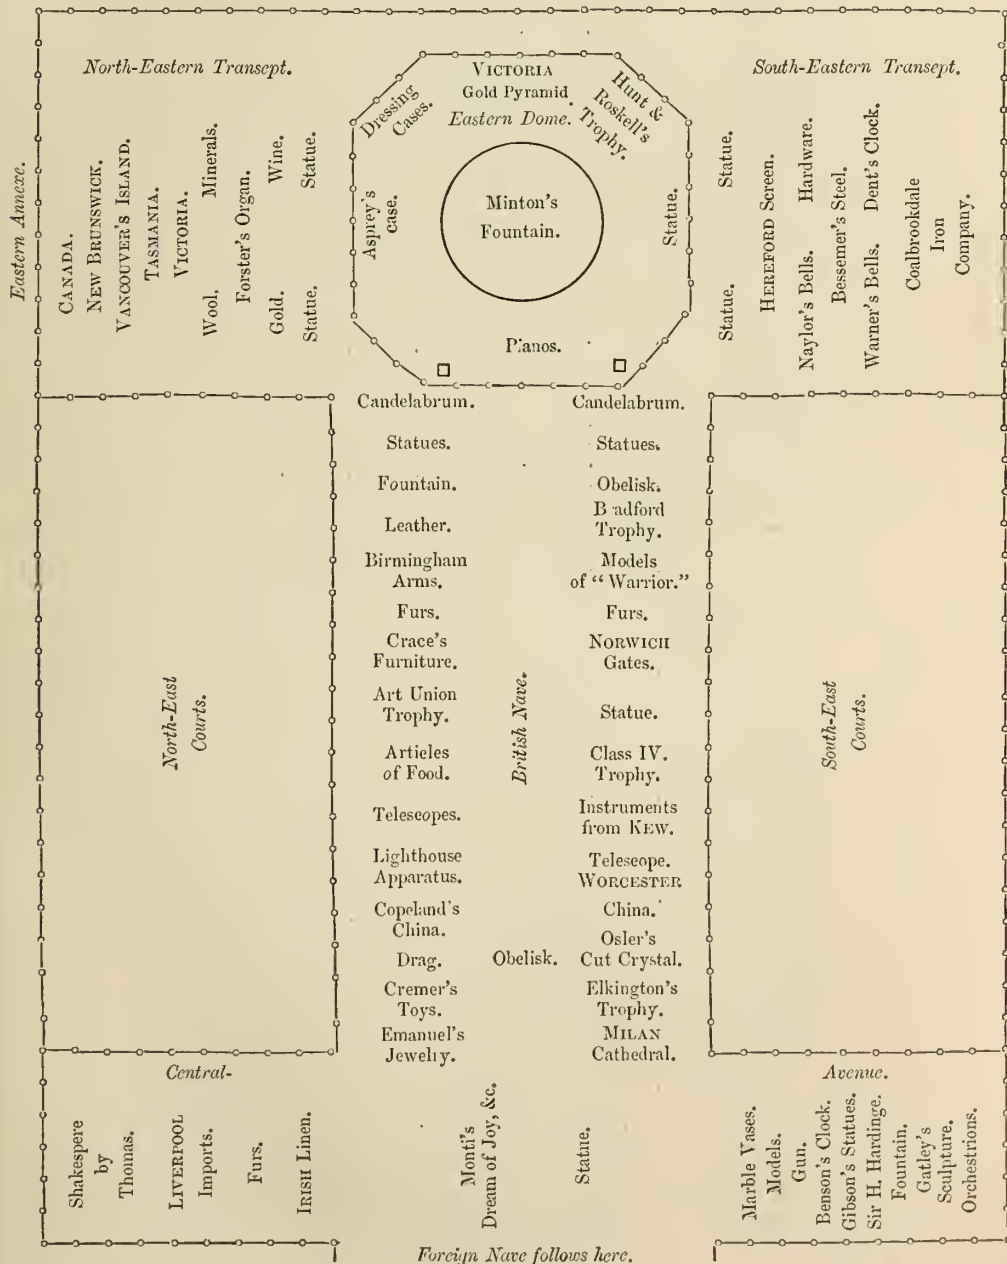 North-Eastern Transept.
VICTORIA
Gold Pyramid
Eastern Dome.
Dressing
Cases.
Hunt &
Roskell's
Trophy.
South-Eastern Transept.
Eastern Annexe.
CANADA.
NEW BRUNSWICK.
VANCOUVER'S ISLAND.
TASMANIA.
VICTORIA.
Wool. Minerals.
Forster's Organ.
Gold. Wine.
Statue. Statue.
Asprey's
case.
Minton's
Fountain.
Statue.
Pianos.
Statue. Statue.
HEREFORD Screen.
Naylor's Bells. Hardware.
Bessemer's Steel.
Warner's Bells. Dent's Clock.
Coalbrookdale
Iron
Company.
Candelabrum. Candelabrum.
Statues. Statues.
Fountain. Obelisk.
Leather.
Bradford
Trophy.
Birmingham
Arms.
Models
of "Warrior."
Furs. Furs.
Crace's
Furniture.
NORWICH
Gates.
North-East
Courts.
Art Union
Trophy.
British Nave.
Statue.
South-East
Courts.
Articles
of Food.
Class IV.
Trophy.
Telescopes.
Instruments
from KEW.
Lighthouse
Apparatus.
Telescope.
WORCESTER
China.
Copeland's
China.
Osler's
Cut Crystal.
Drag. Obelisk.
Cremer's
Toys.
Elkington's
Trophy.
Emanuel's
Jewelry.
MILAN
Cathedral.
Central- Avenue.
Shakespere
by
Thomas.
LIVERPOOL
Imports.
Furs.
IRISH Linen.
Monti's
Dream of Joy, &c.
Statue.
Marble Vases.
Models.
Gun.
Benson's Clock.
Gibson's Statues.
Sir H. Hardinge.
Fountain.
Gatley's
Sculpture.
Orchestrions.
Foreign Nave follows here.